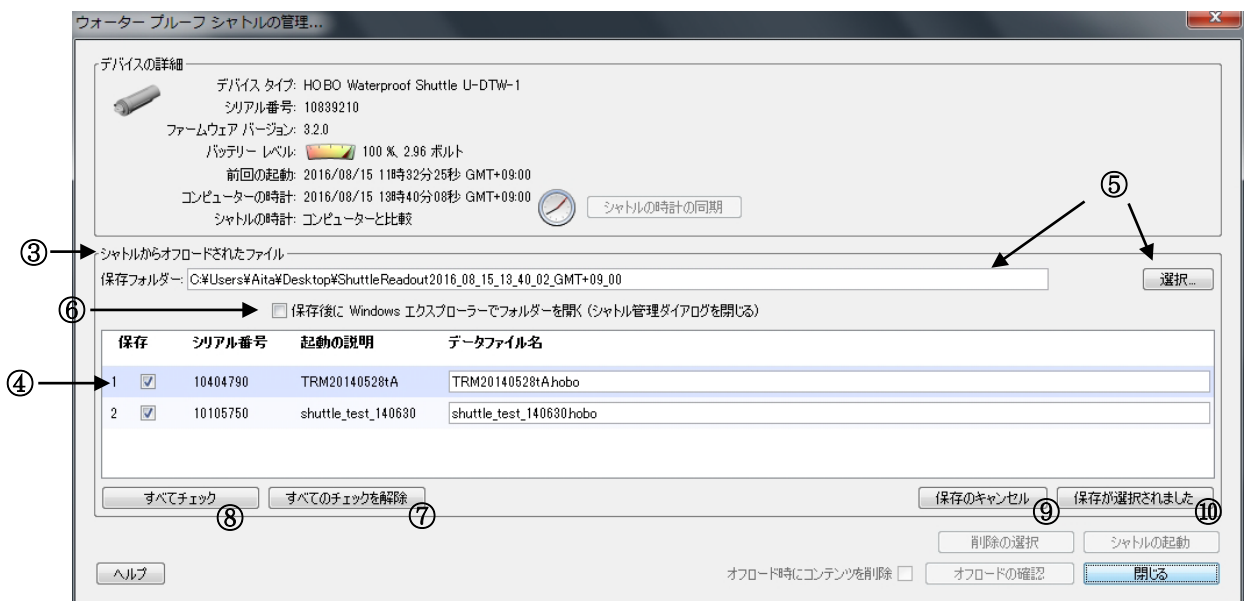 ウォーター プルーフ シャトルの管理...
デバイスの詳細
デバイス タイプ: HOBO Waterproof Shuttle U-DTW-1
シリアル番号: 10839210
ファームウェア バージョン: 3.2.0
バッテリー レベル: 100 %, 2.96 ボルト
前回の起動: 2016/08/15 11時32分25秒 GMT+09:00
コンピューターの時計: 2016/08/15 13時40分08秒 GMT+09:00
シャトルの時計: コンピューターと比較
シャトルの時計の同期
⑤
③
シャトルからオフロードされたファイル
保存フォルダー: C:¥Users¥Aita¥Desktop¥ShuttleReadout2016_08_15_13_40_02_GMT+09_00 選択...
⑥ 保存後に Windows エクスプローラーでフォルダーを開く (シャトル管理ダイアログを閉じる)
保存 シリアル番号 起動の説明 データファイル名
④ 1 10404790 TRM20140528tA TRM20140528tA.hobo
2 10105750 shuttle_test_140630 shuttle_test_140630.hobo
すべてチェック すべてのチェックを解除 保存のキャンセル 保存が選択されました
⑧ ⑦ ⑨ ⑩
削除の選択 シャトルの起動
ヘルプ オフロード時にコンテンツを削除 オフロードの確認 閉じる